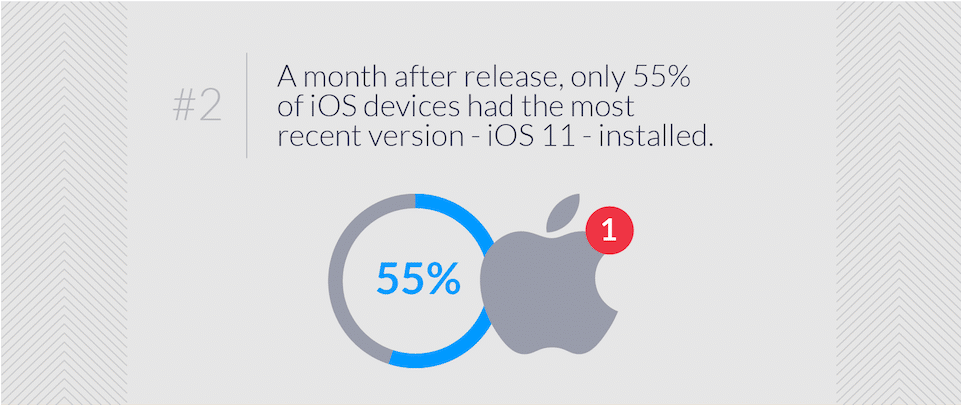 #2
A month after release, only 55%
of iOS devices had the most
recent version - iOS 11 - installed.
55%
1